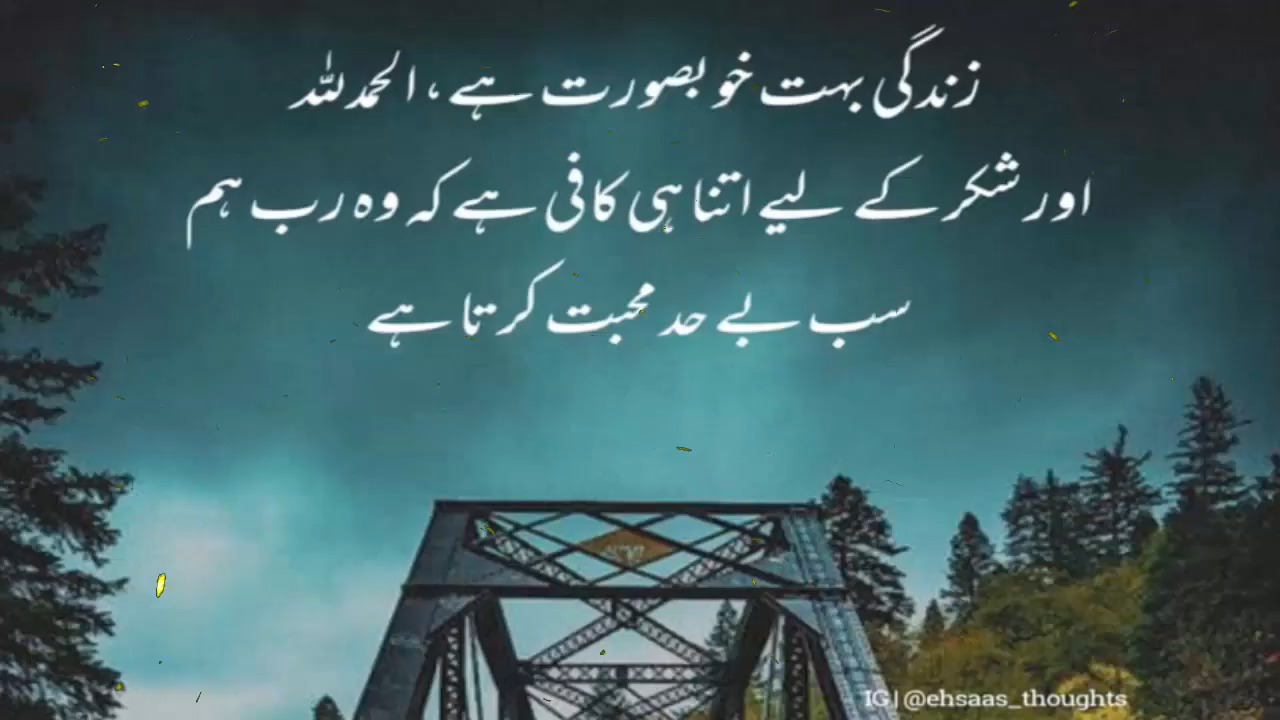 زندگی بہت خوبصورت ہے، الحمدللہ
اور شکر کے لیے اتنا ہی کافی ہے کہ وہ رب ہم
سب بے حد محبت کرتا ہے
IG|@ehsaas_thoughts